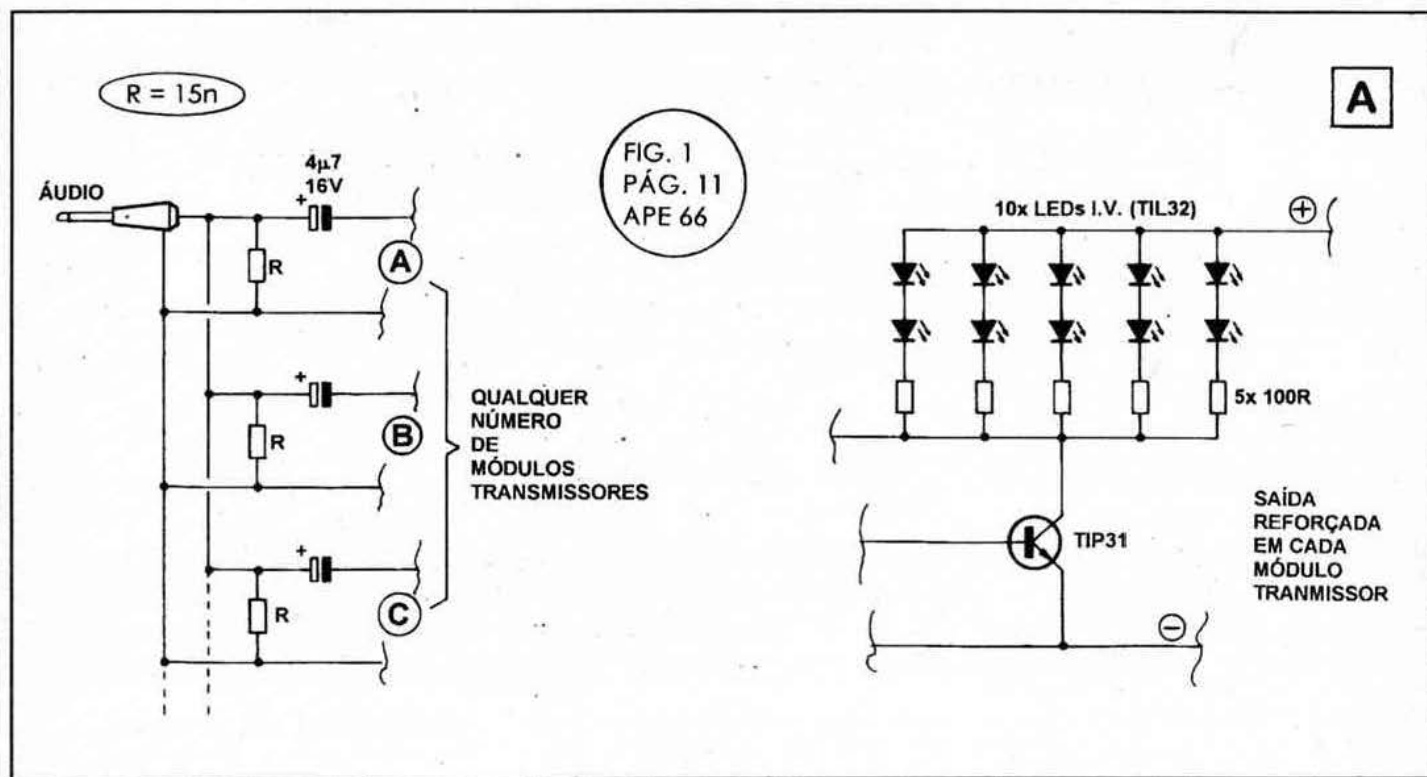 R = 15n
A
ÁUDIO
4µ7
16V
+
R
A
FIG. 1
PÁG. 11
APE 66
+
R
B
QUALQUER
NÚMERO
DE
MÓDULOS
TRANSMISSORES
+
R
C
10x LEDs I.V. (TIL32)
+
5x 100R
TIP31
−
SAÍDA
REFORÇADA
EM CADA
MÓDULO
TRANMISSOR